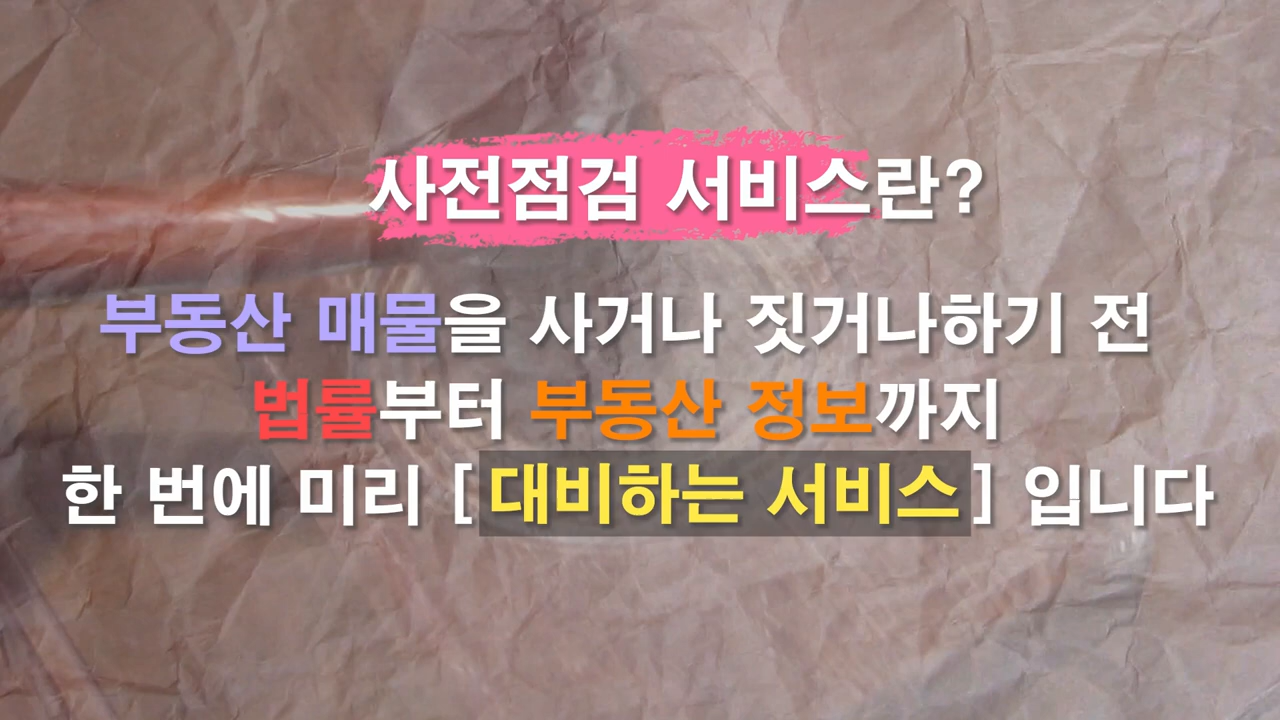 사전점검 서비스란?
부동산 매물을 사거나 짓거나하기 전
법률부터 부동산 정보까지
한 번에 미리 [대비하는 서비스] 입니다